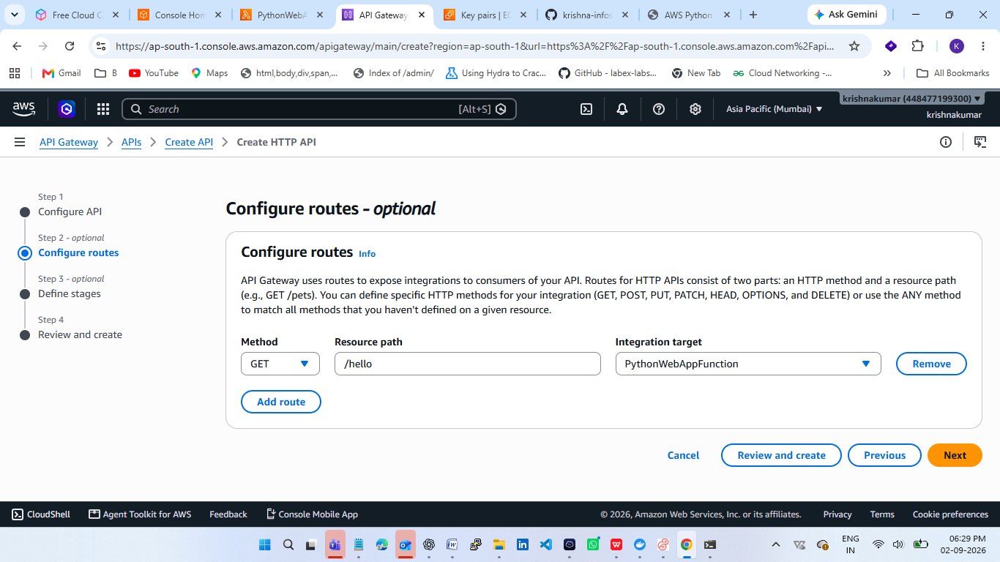 Free Cloud C
Console Hom
PythonWebA
API Gateway
Key pairs | EC
krishna-infos
AWS Python
Ask Gemini
https://ap-south-1.console.aws.amazon.com/apigateway/main/create?region=ap-south-1&url=https%3A%2F%2Fap-south-1.console.aws.amazon.com%2Fapi...
K
Gmail
B
YouTube
Maps
html,body,div,span,...
Index of /admin/
Using Hydra to Crac...
GitHub - labex-labs...
New Tab
Cloud Networking -...
All Bookmarks
aws
Search
[Alt+S]
Asia Pacific (Mumbai)
krishnakumar (448477199300)
krishnakumar
API Gateway
APIs
Create API
Create HTTP API
Step 1
Configure API
Step 2 - optional
Configure routes
Step 3 - optional
Define stages
Step 4
Review and create
Configure routes - optional
Configure routes Info
API Gateway uses routes to expose integrations to consumers of your API. Routes for HTTP APIs consist of two parts: an HTTP method and a resource path
(e.g., GET /pets). You can define specific HTTP methods for your integration (GET, POST, PUT, PATCH, HEAD, OPTIONS, and DELETE) or use the ANY method
to match all methods that you haven't defined on a given resource.
Method
Resource path
Integration target
GET
/hello
PythonWebAppFunction
Remove
Add route
Cancel
Review and create
Previous
Next
CloudShell
Agent Toolkit for AWS
Feedback
Console Mobile App
© 2026, Amazon Web Services, Inc. or its affiliates.
Privacy
Terms
Cookie preferences
ENG
IN
06:29 PM
02-09-2026